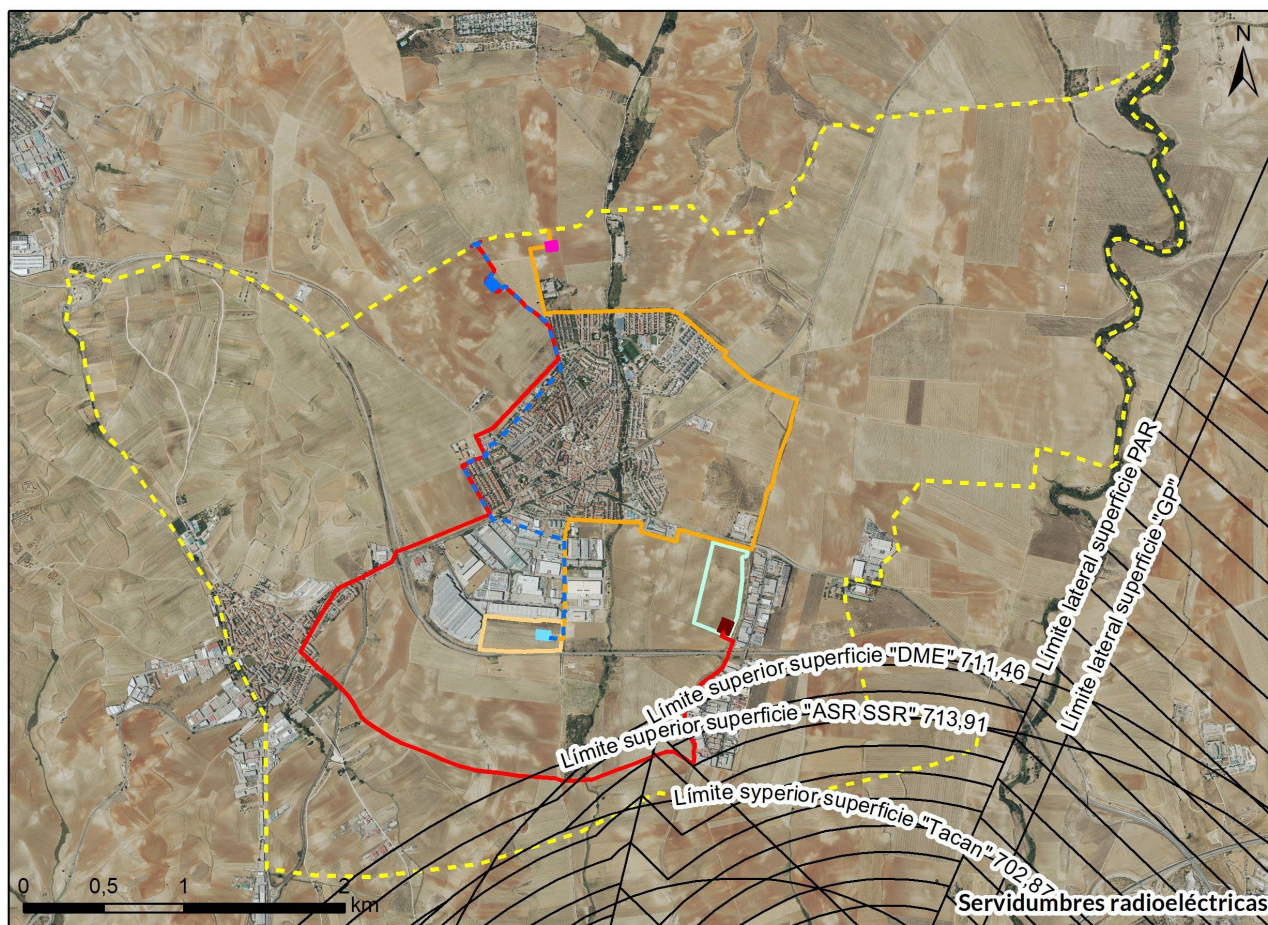 N
Límite lateral superficie PAR
Límite lateral superficie "GP"
Límite superior superficie "DME" 711,46
Límite superior superficie "ASR SSR" 713,91
Límite syperior superfície "Tacan" 702,87
0 0,5 1 2
km
Servidumbres radioeléctricas